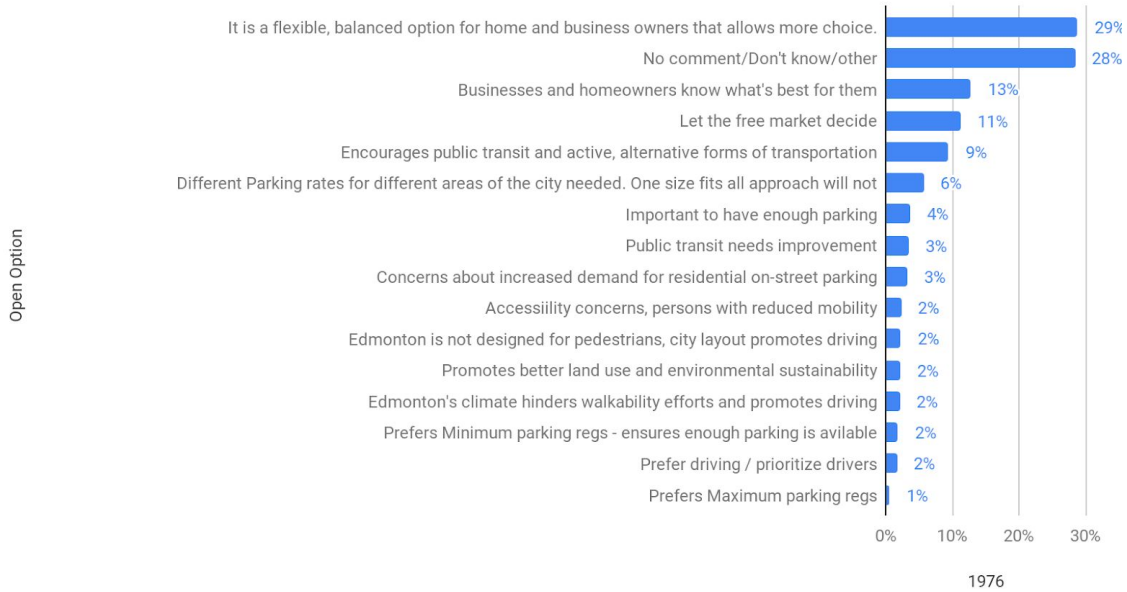 It is a flexible, balanced option for home and business owners that allows more choice. 29%
No comment/Don't know/other 28%
Businesses and homeowners know what's best for them 13%
Let the free market decide 11%
Encourages public transit and active, alternative forms of transportation 9%
Different Parking rates for different areas of the city needed. One size fits all approach will not 6%
Important to have enough parking 4%
Public transit needs improvement 3%
Concerns about increased demand for residential on-street parking 3%
Accessiility concerns, persons with reduced mobility 2%
Edmonton is not designed for pedestrians, city layout promotes driving 2%
Promotes better land use and environmental sustainability 2%
Edmonton's climate hinders walkability efforts and promotes driving 2%
Prefers Minimum parking regs - ensures enough parking is avilable 2%
Prefer driving / prioritize drivers 2%
Prefers Maximum parking regs 1%
Open Option
0% 10% 20% 30%
1976